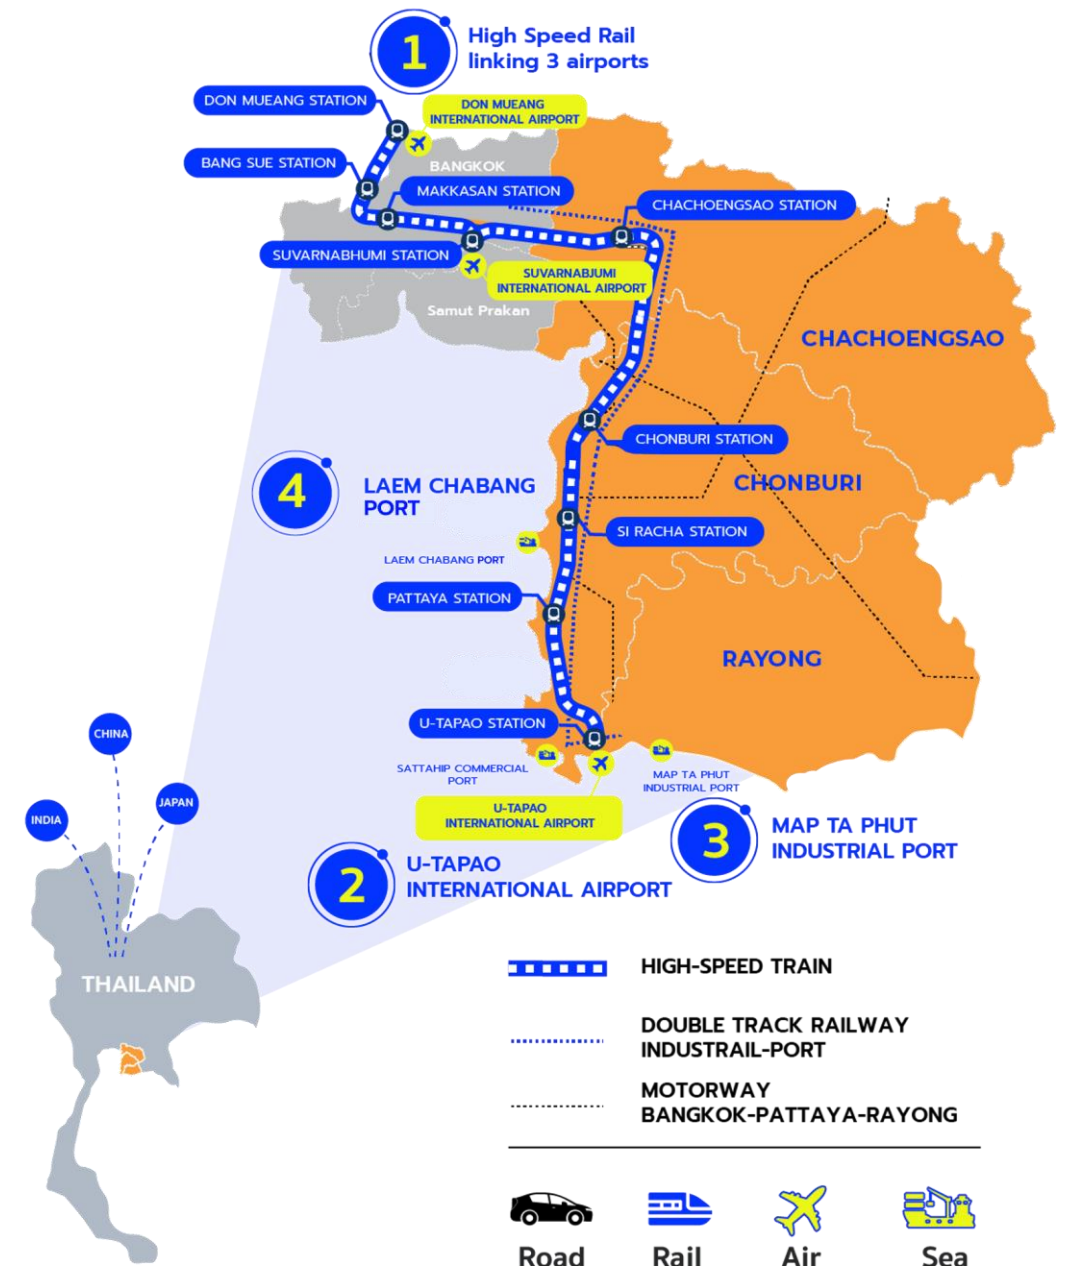 1
High Speed Rail
linking 3 airports
DON MUEANG STATION
DON MUEANG
INTERNATIONAL AIRPORT
BANG SUE STATION
BANGKOK
MAKKASAN STATION
CHACHOENGSAO STATION
SUVARNABHUMI STATION
SUVARNABJUMI
INTERNATIONAL AIRPORT
Samut Prakan
CHACHOENGSAO
CHONBURI STATION
4
LAEM CHABANG
PORT
CHONBURI
SI RACHA STATION
LAEM CHABANG PORT
PATTAYA STATION
RAYONG
U-TAPAO STATION
SATTAHIP COMMERCIAL
PORT
MAP TA PHUT
INDUSTRIAL PORT
U-TAPAO
INTERNATIONAL AIRPORT
CHINA
JAPAN
INDIA
3
MAP TA PHUT
INDUSTRIAL PORT
2
U-TAPAO
INTERNATIONAL AIRPORT
THAILAND
HIGH-SPEED TRAIN
DOUBLE TRACK RAILWAY
INDUSTRAIL-PORT
MOTORWAY
BANGKOK-PATTAYA-RAYONG
Road
Rail
Air
Sea